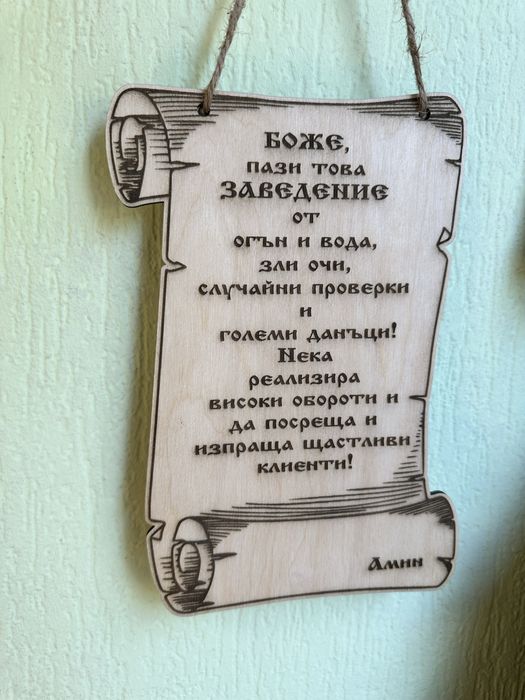 БОЖЕ,
ПАЗИ ТОВА
ЗАВЕДЕНИЕ
ОТ
ОГЪН И ВОДА,
ЗЛИ ОЧИ,
СЛУЧАЙНИ ПРОВЕРКИ
И
ГОЛЕМИ ДАНЪЦИ!
НЕКА
РЕАЛИЗИРА
ВИСОКИ ОБОРОТИ И
ДА ПОСРЕЩА И
ИЗПРАЩА ЩАСТЛИВИ
КЛИЕНТИ!
АМИН